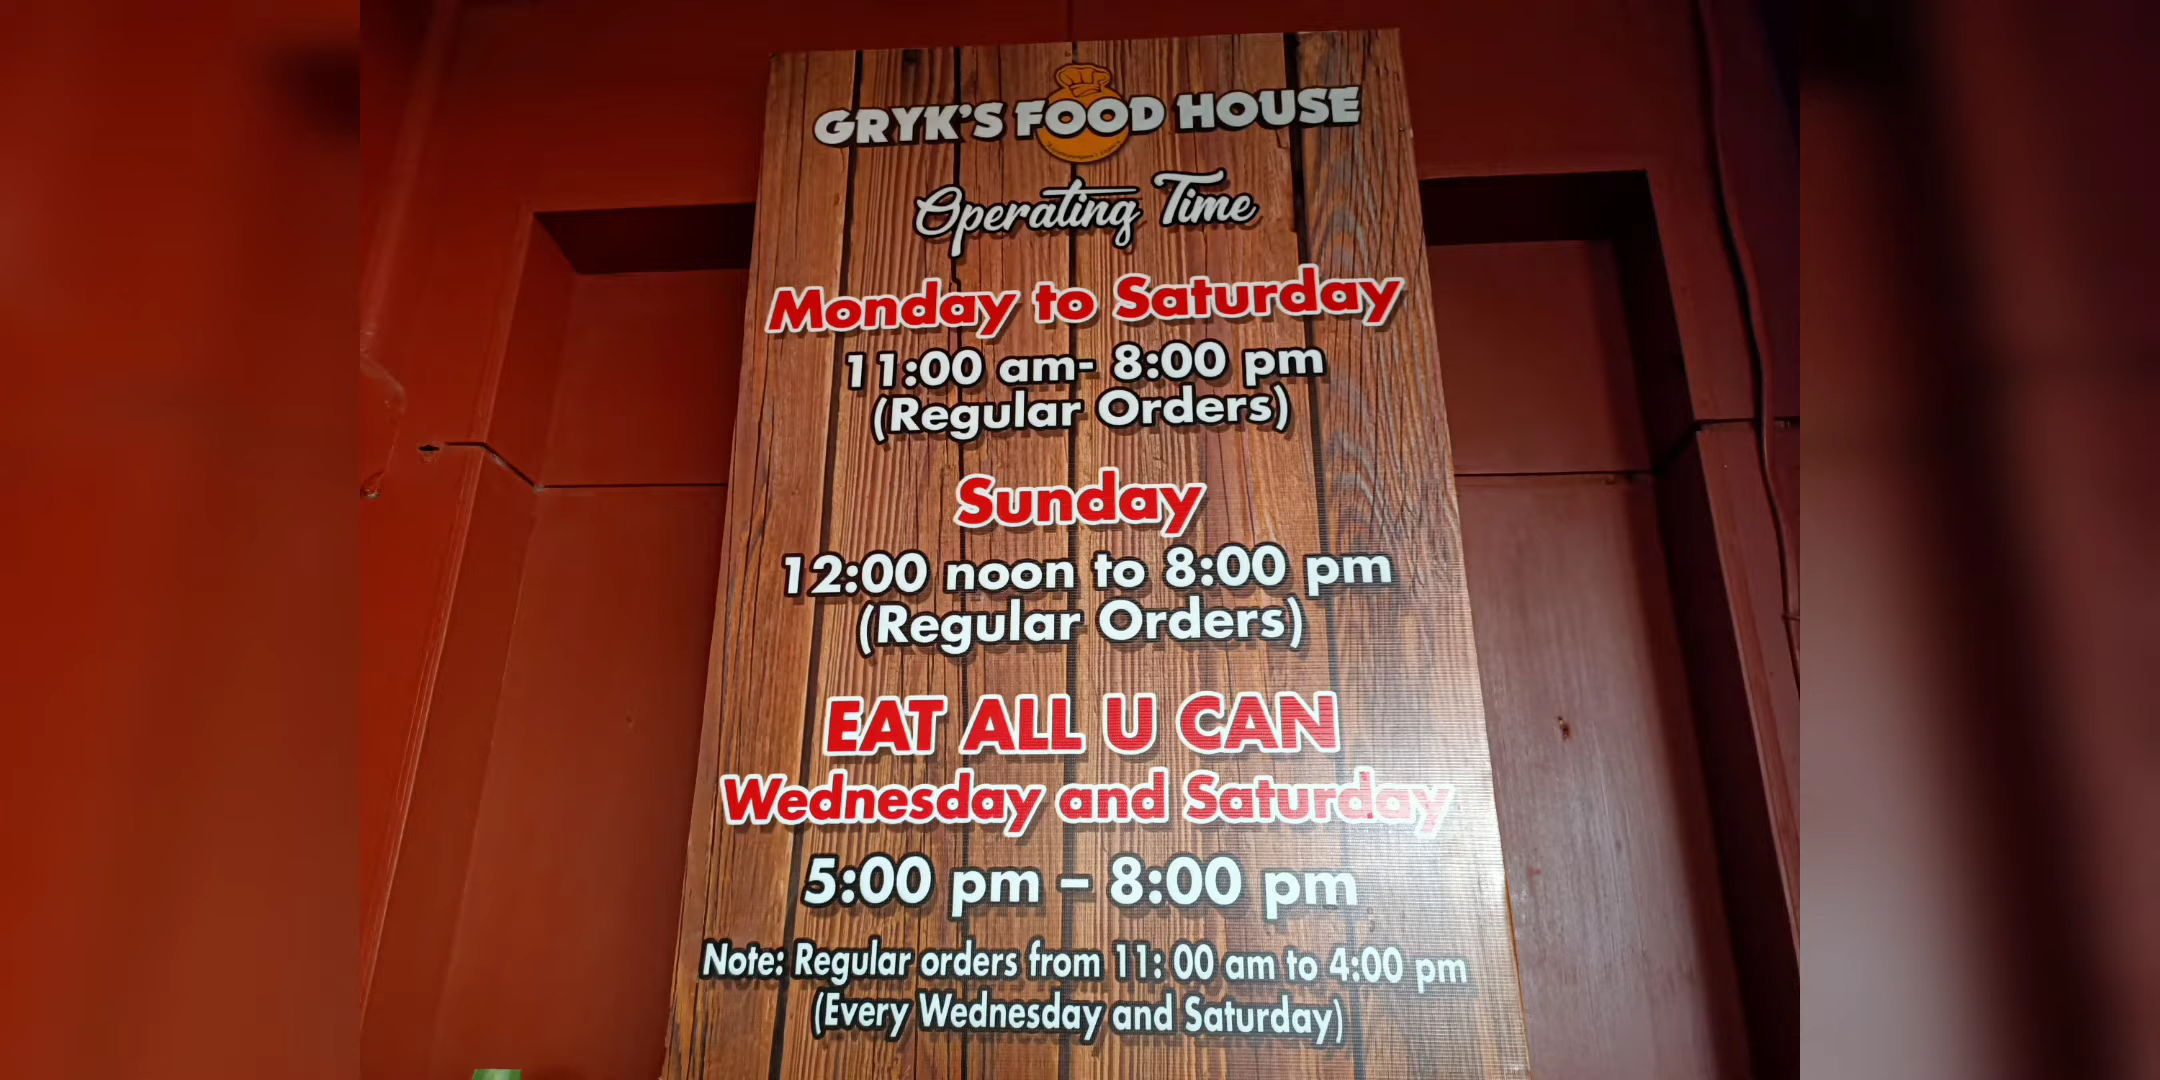 GRYK'S FOOD HOUSE
Operating Time
Monday to Saturday
11:00 am- 8:00 pm
(Regular Orders)
Sunday
12:00 noon to 8:00 pm
(Regular Orders)
EAT ALL U CAN
Wednesday and Saturday
5:00 pm – 8:00 pm
Note: Regular orders from 11: 00 am to 4:00 pm
(Every Wednesday and Saturday)